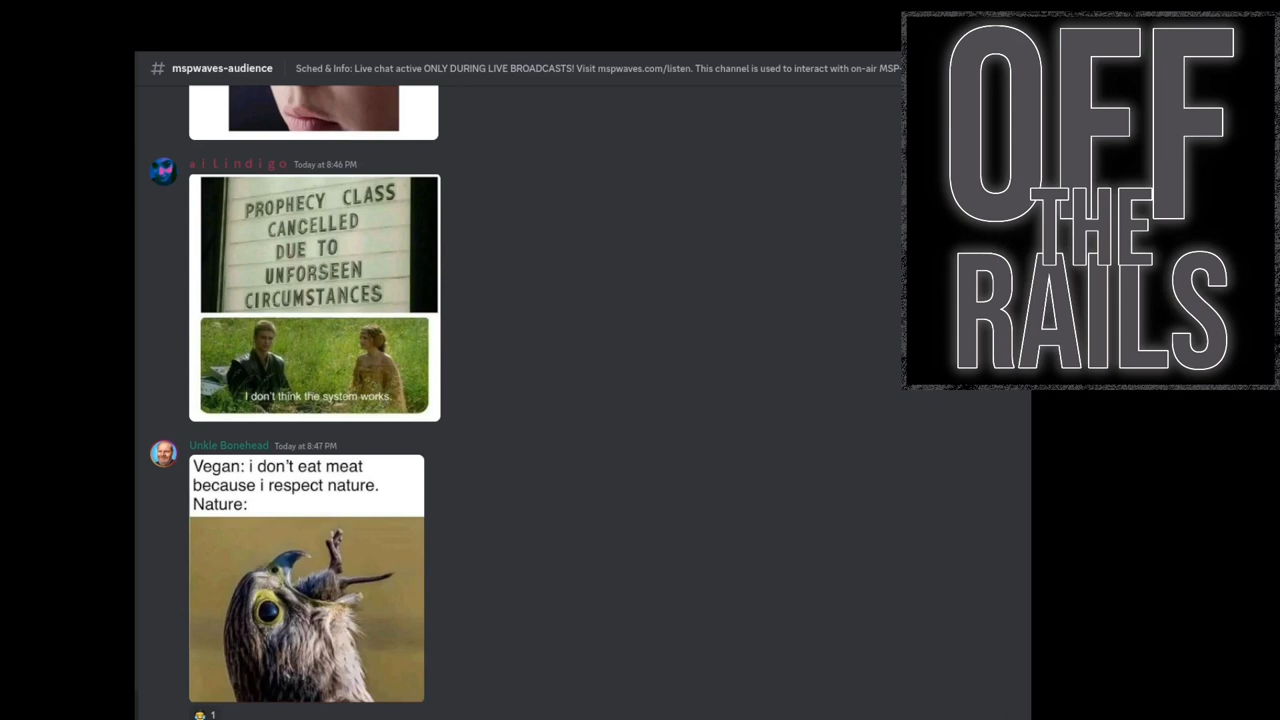 # mspwaves-audience
Sched & Info: Live chat active ONLY DURING LIVE BROADCASTS! Visit mspwaves.com/listen. This channel is used to interact with on-air MSP
a i L i n d i g o Today at 8:46 PM
PROPHECY CLASS
CANCELLED
DUE TO
UNFORSEEN
CIRCUMSTANCES
I don't think the system works.
Unkle Bonehead Today at 8:47 PM
Vegan: i don't eat meat
because i respect nature.
Nature:
1
OFF
THE
RAILS